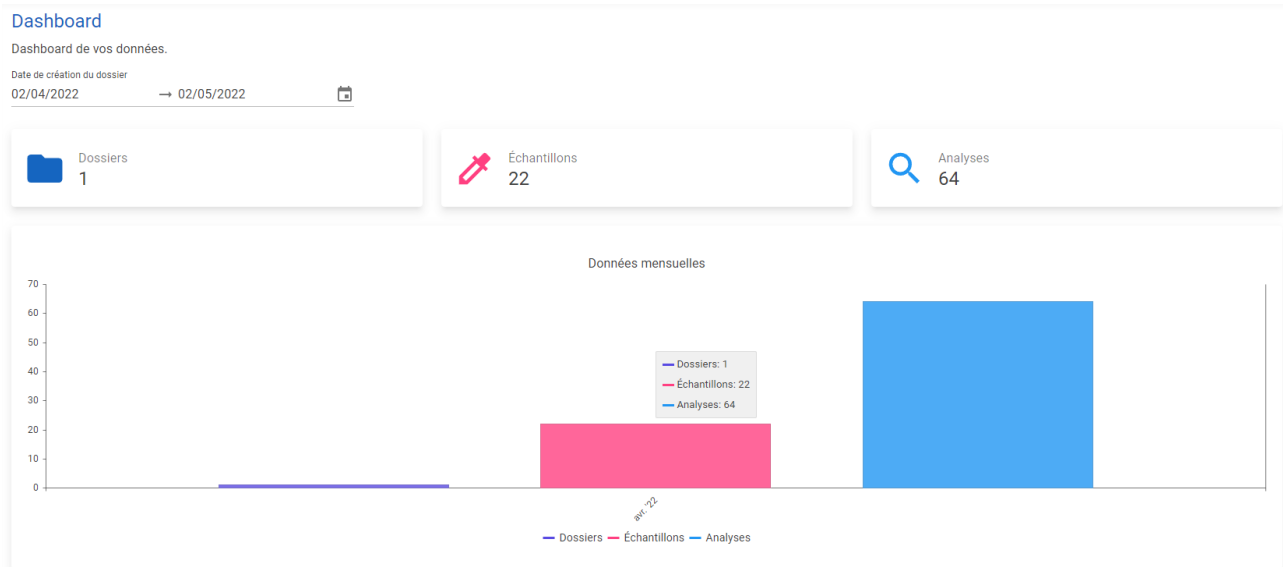 Dashboard
Dashboard de vos données.
Date de création du dossier
02/04/2022 → 02/05/2022
Dossiers
1
Échantillons
22
Analyses
64
Données mensuelles
70
60
50
40
30
20
10
0
Dossiers: 1
Échantillons: 22
Analyses: 64
avr. '22
Dossiers Échantillons Analyses